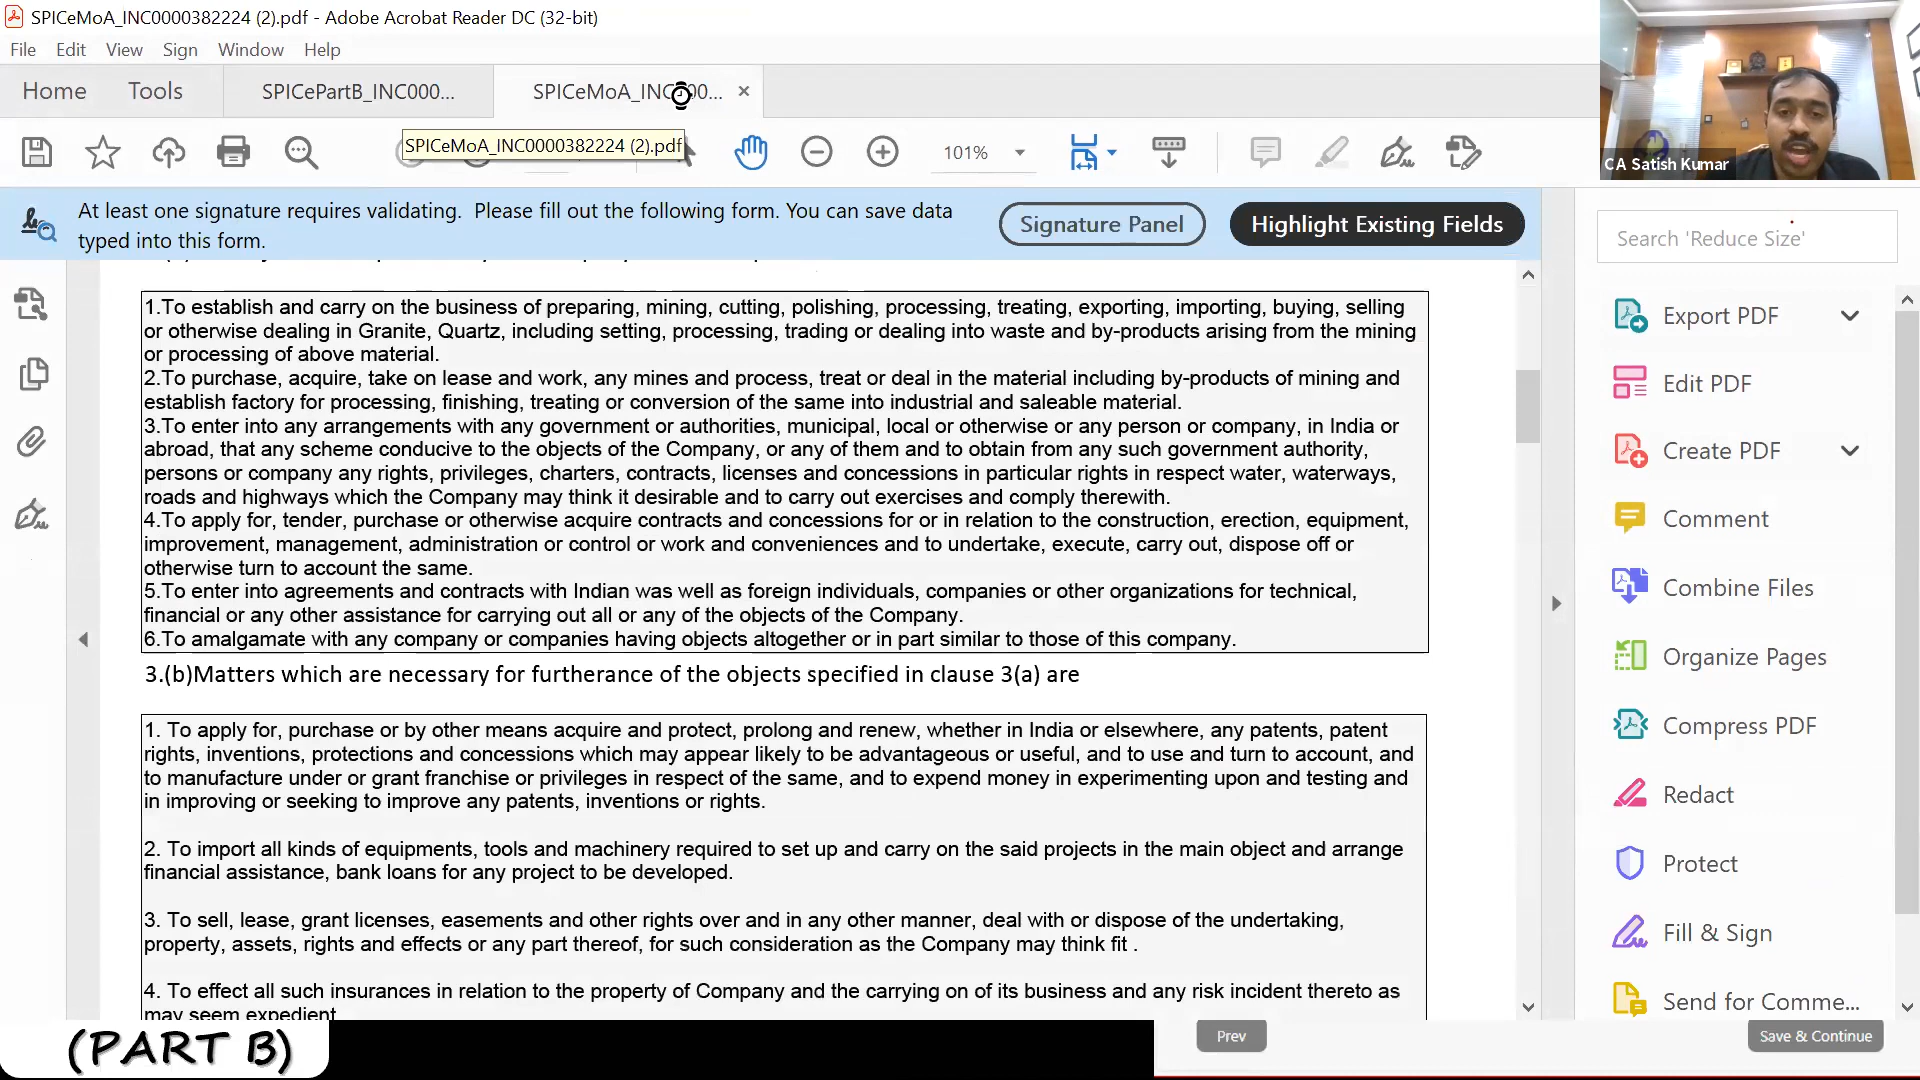 SPICeMoA_INC0000382224 (2).pdf - Adobe Acrobat Reader DC (32-bit)
File Edit View Sign Window Help
Home Tools SPICePartB_INC000... SPICeMoA_INC0000...
SPICeMoA_INC0000382224 (2).pdf
101%
CA Satish Kumar
At least one signature requires validating. Please fill out the following form. You can save data
typed into this form.
Signature Panel
Highlight Existing Fields
1.To establish and carry on the business of preparing, mining, cutting, polishing, processing, treating, exporting, importing, buying, selling
or otherwise dealing in Granite, Quartz, including setting, processing, trading or dealing into waste and by-products arising from the mining
or processing of above material.
2.To purchase, acquire, take on lease and work, any mines and process, treat or deal in the material including by-products of mining and
establish factory for processing, finishing, treating or conversion of the same into industrial and saleable material.
3.To enter into any arrangements with any government or authorities, municipal, local or otherwise or any person or company, in India or
abroad, that any scheme conducive to the objects of the Company, or any of them and to obtain from any such government authority,
persons or company any rights, privileges, charters, contracts, licenses and concessions in particular rights in respect water, waterways,
roads and highways which the Company may think it desirable and to carry out exercises and comply therewith.
4.To apply for, tender, purchase or otherwise acquire contracts and concessions for or in relation to the construction, erection, equipment,
improvement, management, administration or control or work and conveniences and to undertake, execute, carry out, dispose off or
otherwise turn to account the same.
5.To enter into agreements and contracts with Indian was well as foreign individuals, companies or other organizations for technical,
financial or any other assistance for carrying out all or any of the objects of the Company.
6.To amalgamate with any company or companies having objects altogether or in part similar to those of this company.
3.(b)Matters which are necessary for furtherance of the objects specified in clause 3(a) are
1. To apply for, purchase or by other means acquire and protect, prolong and renew, whether in India or elsewhere, any patents, patent
rights, inventions, protections and concessions which may appear likely to be advantageous or useful, and to use and turn to account, and
to manufacture under or grant franchise or privileges in respect of the same, and to expend money in experimenting upon and testing and
in improving or seeking to improve any patents, inventions or rights.
2. To import all kinds of equipments, tools and machinery required to set up and carry on the said projects in the main object and arrange
financial assistance, bank loans for any project to be developed.
3. To sell, lease, grant licenses, easements and other rights over and in any other manner, deal with or dispose of the undertaking,
property, assets, rights and effects or any part thereof, for such consideration as the Company may think fit .
4. To effect all such insurances in relation to the property of Company and the carrying on of its business and any risk incident thereto as
may seem expedient
Search 'Reduce Size'
Export PDF
Edit PDF
Create PDF
Comment
Combine Files
Organize Pages
Compress PDF
Redact
Protect
Fill & Sign
Send for Comme...
(PART B)
Prev
Save & Continue